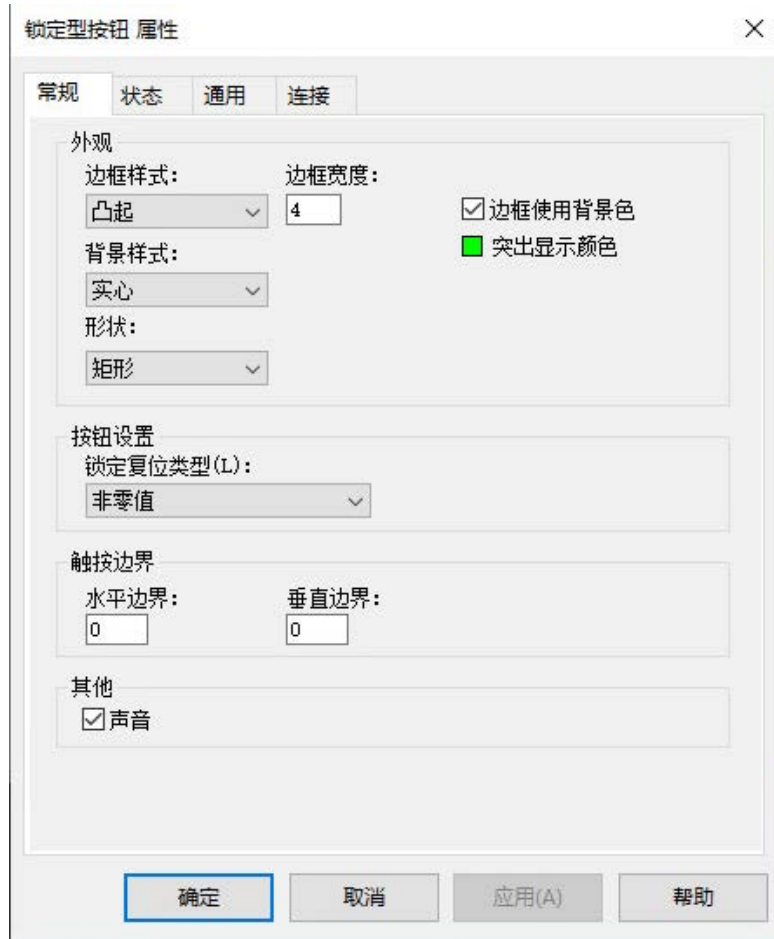 锁定型按钮 属性
常规 状态 通用 连接
外观
边框样式: 边框宽度:
凸起 4 边框使用背景色
背景样式: 突出显示颜色
实心
形状:
矩形
按钮设置
锁定复位类型(L):
非零值
触按边界
水平边界: 垂直边界:
0 0
其他
声音
确定 取消 应用(A) 帮助